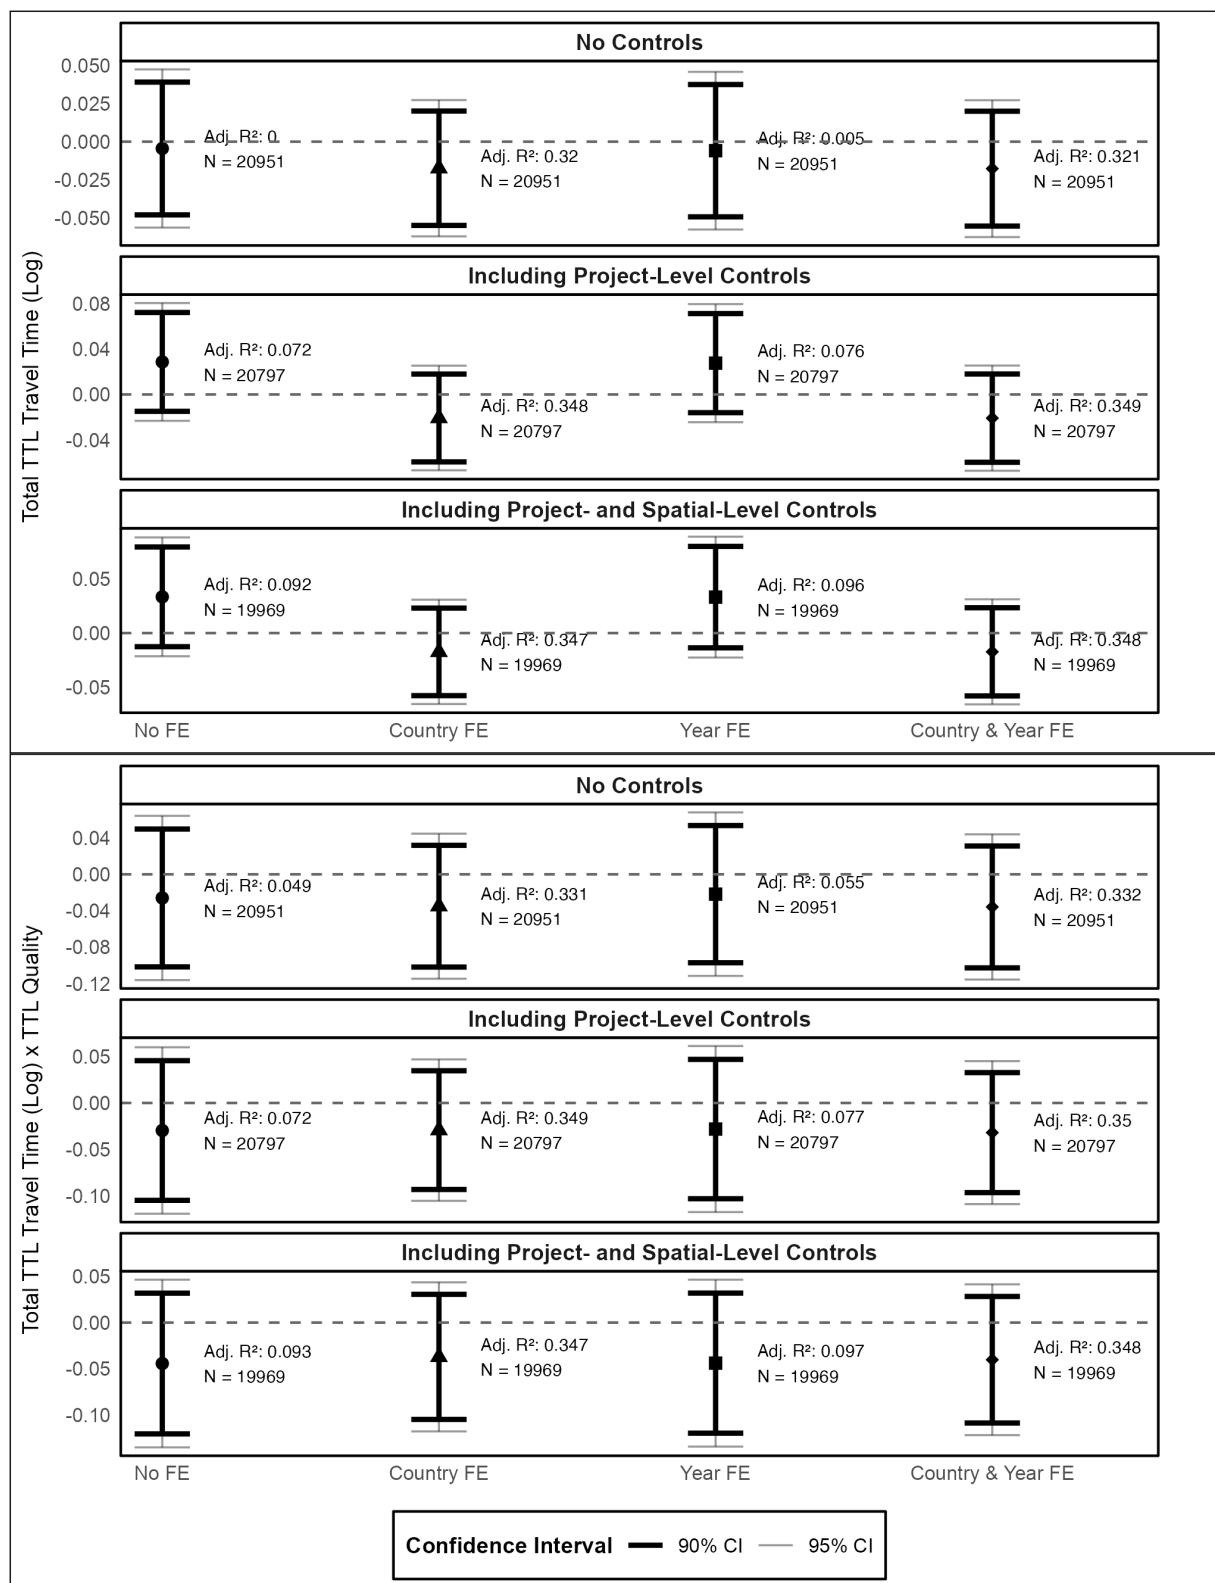 No Controls
0.050
0.025
0.000
-0.025
-0.050
Adj. R²: 0
N = 20951
Adj. R²: 0.32
N = 20951
Adj. R²: 0.005
N = 20951
Adj. R²: 0.321
N = 20951
Total TTL Travel Time (Log)
Including Project-Level Controls
0.08
0.04
0.00
-0.04
Adj. R²: 0.072
N = 20797
Adj. R²: 0.348
N = 20797
Adj. R²: 0.076
N = 20797
Adj. R²: 0.349
N = 20797
Including Project- and Spatial-Level Controls
0.05
0.00
-0.05
Adj. R²: 0.092
N = 19969
Adj. R²: 0.347
N = 19969
Adj. R²: 0.096
N = 19969
Adj. R²: 0.348
N = 19969
No FE
Country FE
Year FE
Country & Year FE
No Controls
0.04
0.00
-0.04
-0.08
-0.12
Adj. R²: 0.049
N = 20951
Adj. R²: 0.331
N = 20951
Adj. R²: 0.055
N = 20951
Adj. R²: 0.332
N = 20951
Total TTL Travel Time (Log) x TTL Quality
Including Project-Level Controls
0.05
0.00
-0.05
-0.10
Adj. R²: 0.072
N = 20797
Adj. R²: 0.349
N = 20797
Adj. R²: 0.077
N = 20797
Adj. R²: 0.35
N = 20797
Including Project- and Spatial-Level Controls
0.05
0.00
-0.05
-0.10
Adj. R²: 0.093
N = 19969
Adj. R²: 0.347
N = 19969
Adj. R²: 0.097
N = 19969
Adj. R²: 0.348
N = 19969
No FE
Country FE
Year FE
Country & Year FE
Confidence Interval
90% CI
95% CI